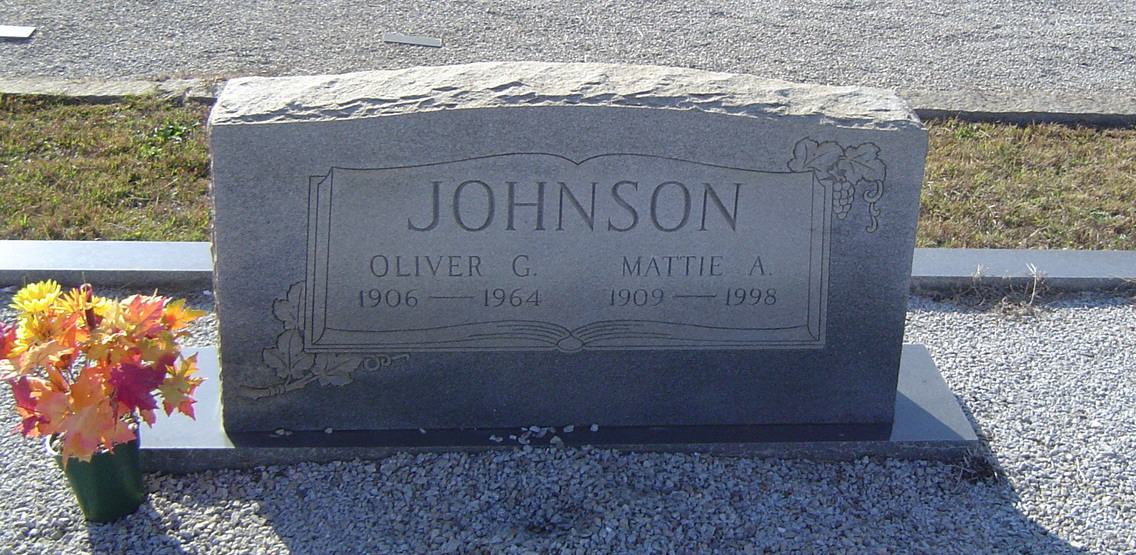 JOHNSON
OLIVER G. MATTIE A.
1906 — 1964 1909 — 1998